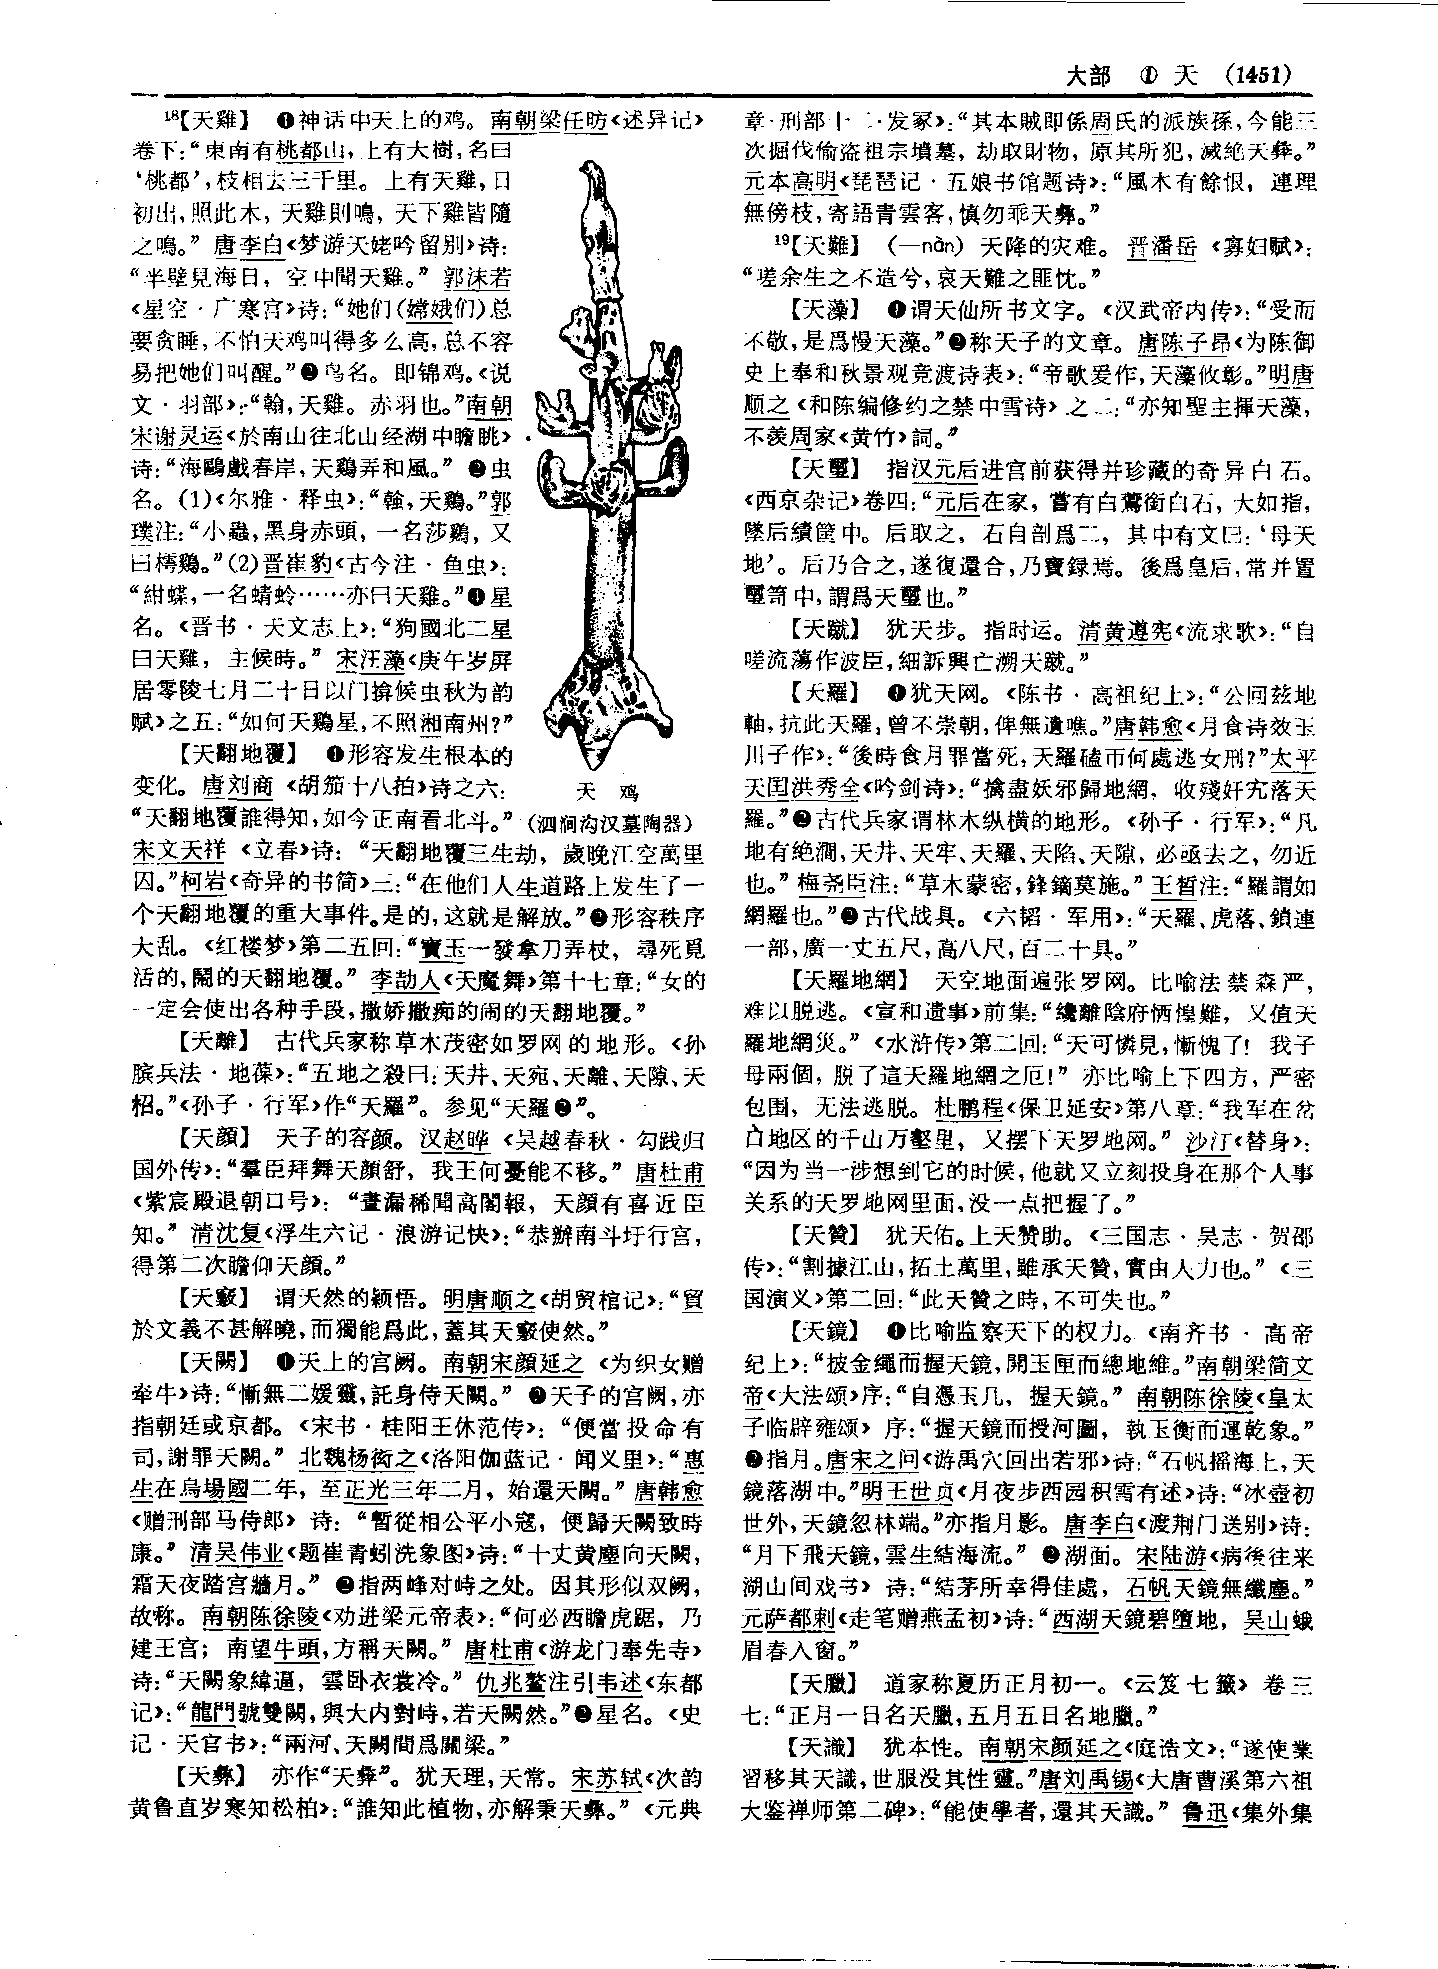 大部 ① 天 (1451)
¹⁸【天雞】 ❶神话中天上的鸡。南朝梁任昉<述异记>
卷下：“東南有桃都山，上有大樹，名曰
‘桃都’，枝相去三千里。上有天雞，日
初出，照此木，天雞則鳴，天下雞皆隨
之鳴。”唐李白<梦游天姥吟留别>诗：
“半壁見海日，空中聞天雞。”郭沫若
<星空·广寒宫>诗：“她们(嫦娥们)总
要贪睡，不怕天鸡叫得多么高，总不容
易把她们叫醒。”❷鸟名。即锦鸡。<说
文·羽部>：“翰，天雞。赤羽也。”南朝
宋谢灵运<於南山往北山经湖中瞻眺>
诗：“海鷗戲春岸，天鷄弄和風。”❸虫
名。(1)<尔雅·释虫>：“螒，天鷄。”郭
璞注：“小蟲，黑身赤頭，一名莎鷄，又
曰樗鷄。”(2)晋崔豹<古今注·鱼虫>：
“紺蝶，一名蜻蛉……亦曰天雞。”❹星
名。<晋书·天文志上>：“狗國北二星
曰天雞，主候時。”宋汪藻<庚午岁屏
居零陵七月二十日以门揜候虫秋为韵
赋>之五：“如何天鷄星，不照湘南州？”
【天翻地覆】 ❶形容发生根本的
变化。唐刘商<胡笳十八拍>诗之六：
“天翻地覆誰得知，如今正南看北斗。”
天 鸡
(泗涧沟汉墓陶器)
宋文天祥<立春>诗：“天翻地覆三生劫，歲晚江空萬里
囚。”柯岩<奇异的书简>三：“在他们人生道路上发生了一
个天翻地覆的重大事件。是的，这就是解放。”❷形容秩序
大乱。<红楼梦>第二五回：“寶玉一發拿刀弄杖，尋死覓
活的，鬧的天翻地覆。”李劼人<天魔舞>第十七章：“女的
一定会使出各种手段，撒娇撒痴的闹的天翻地覆。”
【天離】 古代兵家称草木茂密如罗网的地形。<孙
膑兵法·地葆>：“五地之殺曰：天井、天宛、天離、天隙、天
柖。”<孙子·行军>作“天羅”。参见“天羅❷”。
【天顔】 天子的容颜。汉赵晔<吴越春秋·勾践归
国外传>：“羣臣拜舞天顔舒，我王何憂能不移。”唐杜甫
<紫宸殿退朝口号>：“晝漏稀聞高閣報，天顔有喜近臣
知。”清沈复<浮生六记·浪游记快>：“恭辦南斗圩行宫，
得第二次瞻仰天顔。”
【天竅】 谓天然的颖悟。明唐顺之<胡贸棺记>：“貿
於文義不甚解曉，而獨能爲此，蓋其天竅使然。”
【天闕】 ❶天上的宫阙。南朝宋颜延之<为织女赠
牵牛>诗：“慚無二媛靈，託身侍天闕。”❷天子的宫阙，亦
指朝廷或京都。<宋书·桂阳王休范传>：“便當投命有
司，謝罪天闕。”北魏杨衒之<洛阳伽蓝记·闻义里>：“惠
生在烏場國二年，至正光三年二月，始還天闕。”唐韩愈
<赠刑部马侍郎>诗：“暫從相公平小寇，便歸天闕致時
康。”清吴伟业<题崔青蚓洗象图>诗：“十丈黄塵向天闕，
霜天夜踏宫牆月。”❸指两峰对峙之处。因其形似双阙，
故称。南朝陈徐陵<劝进梁元帝表>：“何必西瞻虎踞，乃
建王宫；南望牛頭，方稱天闕。”唐杜甫<游龙门奉先寺>
诗：“天闕象緯逼，雲卧衣裳冷。”仇兆鳌注引韦述<东都
记>：“龍門號雙闕，與大内對峙，若天闕然。”❹星名。<史
记·天官书>：“兩河、天闕間爲關梁。”
【天彝】 亦作“天彜”。犹天理，天常。宋苏轼<次韵
黄鲁直岁寒知松柏>：“誰知此植物，亦解秉天彝。”<元典
章·刑部十二·发冢>：“其本賊即係周氏的派族孫，今能三
次掘伐偷盗祖宗墳墓，劫取財物，原其所犯，滅絶天彝。”
元本高明<琵琶记·五娘书馆题诗>：“風木有餘恨，連理
無傍枝，寄語青雲客，慎勿乖天彝。”
¹⁹【天難】 (—nàn) 天降的灾难。晋潘岳<寡妇赋>：
“嗟余生之不造兮，哀天難之匪忱。”
【天藻】 ❶谓天仙所书文字。<汉武帝内传>：“受而
不敬，是爲慢天藻。”❷称天子的文章。唐陈子昂<为陈御
史上奉和秋景观竞渡诗表>：“帝歌爰作，天藻攸彰。”明唐
顺之<和陈编修约之禁中雪诗>之二：“亦知聖主揮天藻，
不羨周家<黄竹>詞。”
【天璽】 指汉元后进宫前获得并珍藏的奇异白石。
<西京杂记>卷四：“元后在家，嘗有白鷰銜白石，大如指，
墜后績筐中。后取之，石自剖爲二，其中有文曰：‘母天
地’。后乃合之，遂復還合，乃寶録焉。後爲皇后，常并置
璽笥中，謂爲天璽也。”
【天蹴】 犹天步。指时运。清黄遵宪<流求歌>：“自
嗟流蕩作波臣，細訴興亡溯天蹴。”
【天羅】 ❶犹天网。<陈书·高祖纪上>：“公回兹地
軸，抗此天羅，曾不崇朝，俾無遺噍。”唐韩愈<月食诗效玉
川子作>：“後時食月罪當死，天羅磕帀何處逃女刑？”太平
天国洪秀全<吟剑诗>：“擒盡妖邪歸地網，收殘奸宄落天
羅。”❷古代兵家谓林木纵横的地形。<孙子·行军>：“凡
地有絶澗，天井、天牢、天羅、天陷、天隙，必亟去之，勿近
也。”梅尧臣注：“草木蒙密，鋒鏑莫施。”王晳注：“羅謂如
網羅也。”❸古代战具。<六韬·军用>：“天羅、虎落、鎖連
一部，廣一丈五尺，高八尺，百二十具。”
【天羅地網】 天空地面遍张罗网。比喻法禁森严，
难以脱逃。<宣和遗事>前集：“纔離陰府恓惶難，又值天
羅地網災。”<水浒传>第二回：“天可憐見，慚愧了！我子
母兩個，脱了這天羅地網之厄！”亦比喻上下四方，严密
包围，无法逃脱。杜鹏程<保卫延安>第八章：“我军在岔
口地区的千山万壑里，又摆下天罗地网。”沙汀<替身>：
“因为当一涉想到它的时候，他就又立刻投身在那个人事
关系的天罗地网里面，没一点把握了。”
【天贊】 犹天佑。上天赞助。<三国志·吴志·贺邵
传>：“割據江山，拓土萬里，雖承天贊，實由人力也。”<三
国演义>第二回：“此天贊之時，不可失也。”
【天鏡】 ❶比喻监察天下的权力。<南齐书·高帝
纪上>：“披金繩而握天鏡，開玉匣而總地維。”南朝梁简文
帝<大法颂>序：“自憑玉几，握天鏡。”南朝陈徐陵<皇太
子临辟雍颂>序：“握天鏡而授河圖，執玉衡而運乾象。”
❷指月。唐宋之问<游禹穴回出若邪>诗：“石帆摇海上，天
鏡落湖中。”明王世贞<月夜步西园积雪有述>诗：“冰壺初
世外，天鏡忽林端。”亦指月影。唐李白<渡荆门送别>诗：
“月下飛天鏡，雲生結海流。”❸湖面。宋陆游<病後往来
湖山间戏书>诗：“結茅所幸得佳處，石帆天鏡無纖塵。”
元萨都剌<走笔赠燕孟初>诗：“西湖天鏡碧墮地，吴山蛾
眉春入窗。”
【天臘】 道家称夏历正月初一。<云笈七籤>卷三
七：“正月一日名天臘，五月五日名地臘。”
【天識】 犹本性。南朝宋颜延之<庭诰文>：“遂使業
習移其天識，世服没其性靈。”唐刘禹锡<大唐曹溪第六祖
大鉴禅师第二碑>：“能使學者，還其天識。”鲁迅<集外集